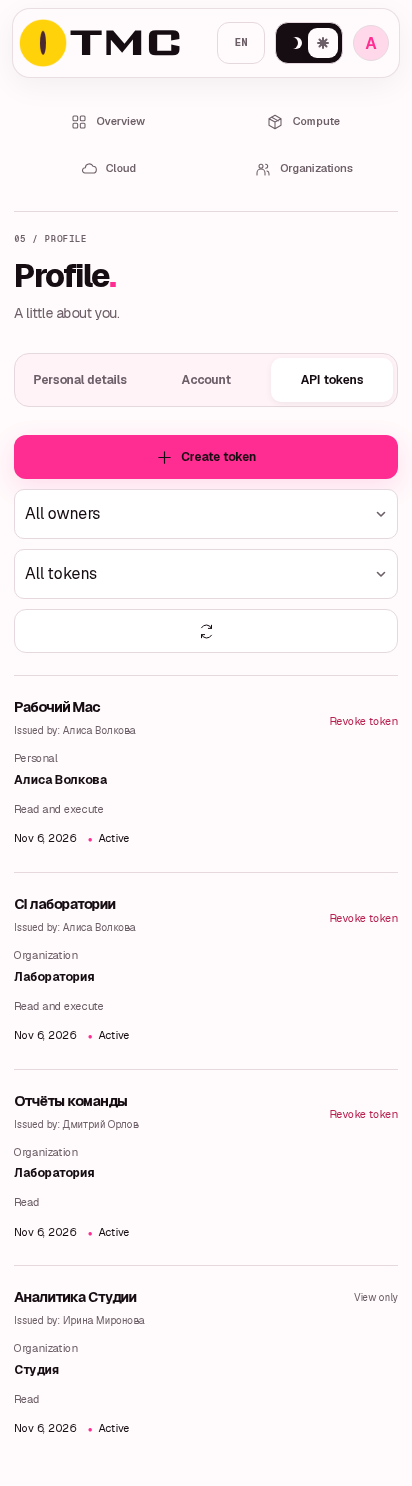 TMC
EN
A
Overview
Compute
Cloud
Organizations
05 / PROFILE
Profile.
A little about you.
Personal details
Account
API tokens
Create token
All owners
All tokens
Рабочий Mac
Revoke token
Issued by: Алиса Волкова
Personal
Алиса Волкова
Read and execute
Nov 6, 2026 • Active
CI лаборатории
Revoke token
Issued by: Алиса Волкова
Organization
Лаборатория
Read and execute
Nov 6, 2026 • Active
Отчёты команды
Revoke token
Issued by: Дмитрий Орлов
Organization
Лаборатория
Read
Nov 6, 2026 • Active
Аналитика Студии
View only
Issued by: Ирина Миронова
Organization
Студия
Read
Nov 6, 2026 • Active